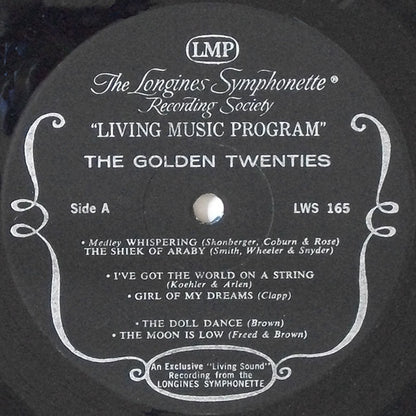 LMP
The Longines Symphonette®
Recording Society
"LIVING MUSIC PROGRAM"
THE GOLDEN TWENTIES
Side A LWS 165
• Medley WHISPERING (Shonberger, Coburn & Rose)
THE SHIEK OF ARABY (Smith, Wheeler & Snyder)
• I'VE GOT THE WORLD ON A STRING
(Koehler & Arlen)
• GIRL OF MY DREAMS (Clapp)
• THE DOLL DANCE (Brown)
• THE MOON IS LOW (Freed & Brown)
An Exclusive "Living Sound"
Recording from the
LONGINES SYMPHONETTE